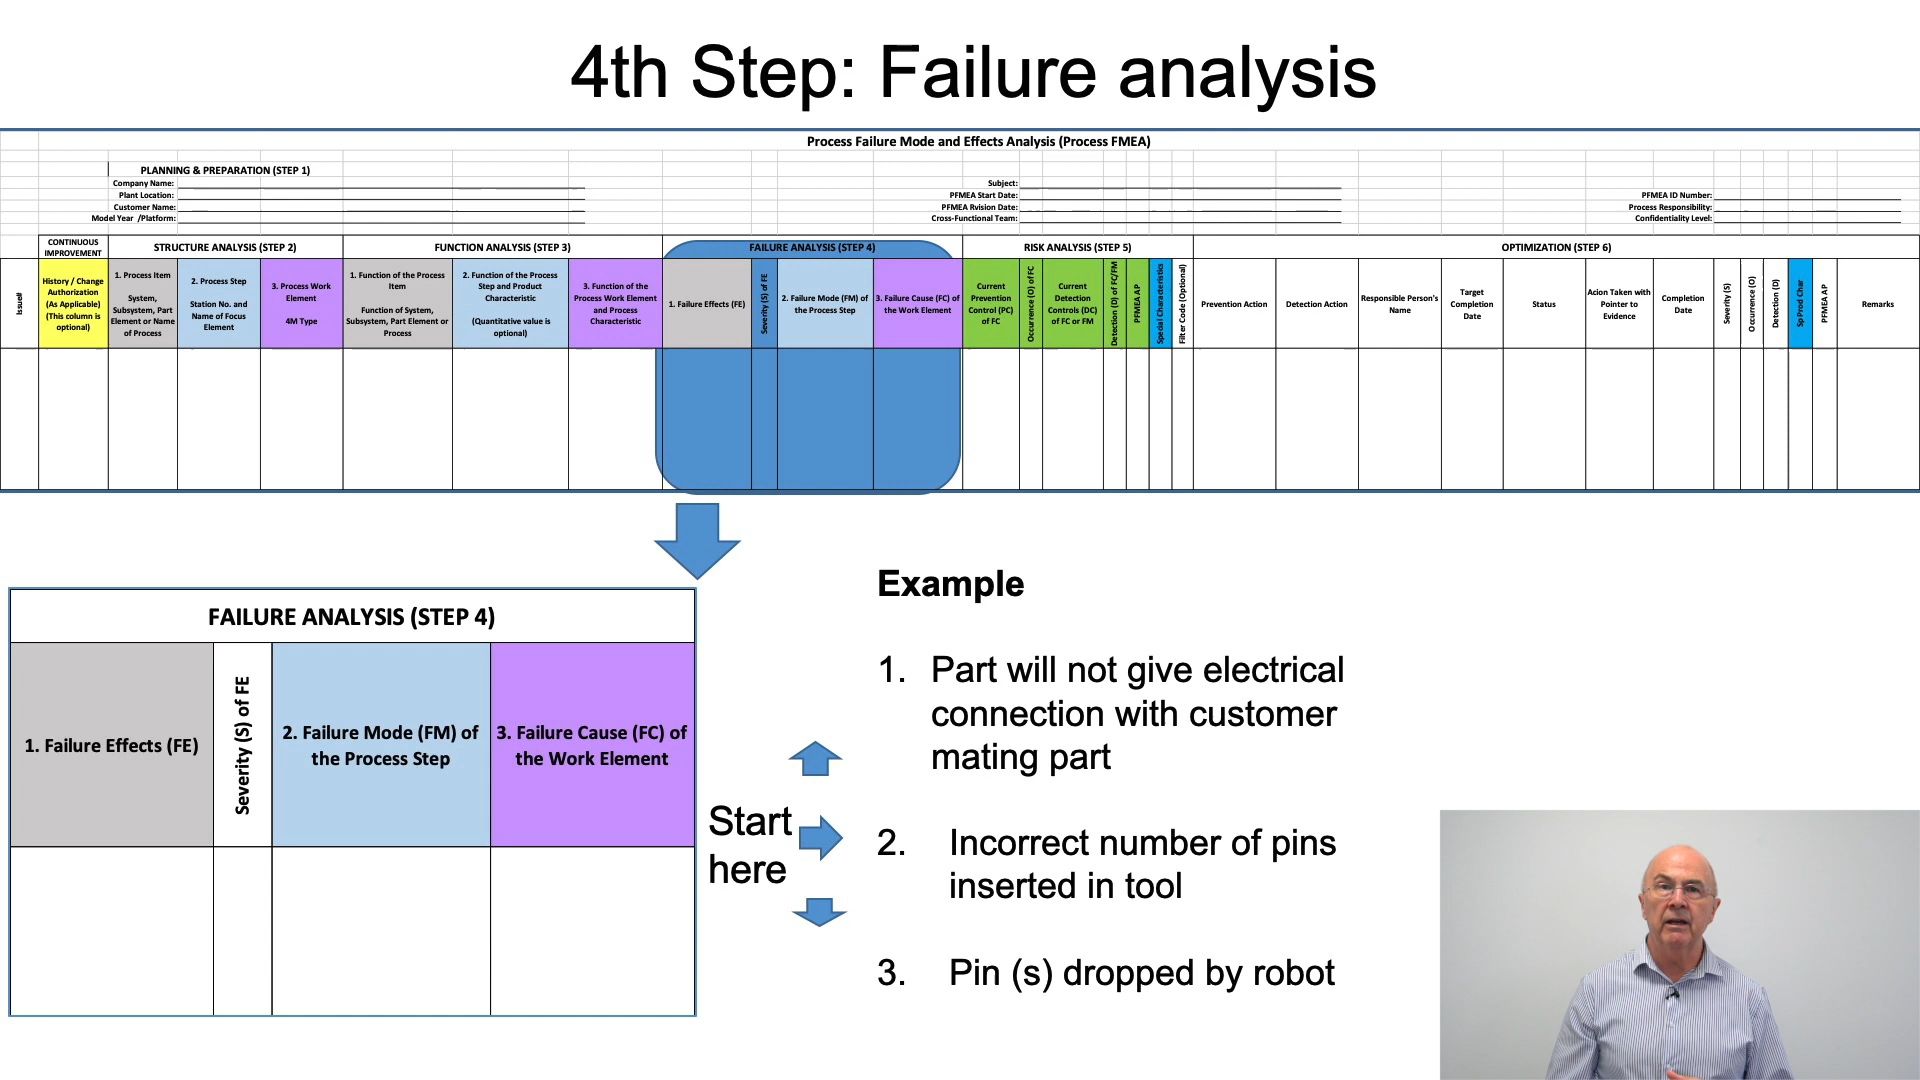 4th Step: Failure analysis
Process Failure Mode and Effects Analysis (Process FMEA)
PLANNING & PREPARATION (STEP 1)
Company Name:
Plant Location:
Customer Name:
Model Year /Platform:
Subject:
PFMEA Start Date:
PFMEA Rvision Date:
Cross-Functional Team:
PFMEA ID Number:
Process Responsibility:
Confidentiality Level:
CONTINUOUS
IMPROVEMENT
STRUCTURE ANALYSIS (STEP 2)
FUNCTION ANALYSIS (STEP 3)
FAILURE ANALYSIS (STEP 4)
RISK ANALYSIS (STEP 5)
OPTIMIZATION (STEP 6)
Issue#
History / Change
Authorization
(As Applicable)
(This column is
optional)
1. Process Item
System,
Subsystem, Part
Element or Name
of Process
2. Process Step
Station No. and
Name of Focus
Element
3. Process Work
Element
4M Type
1. Function of the Process
Item
Function of System,
Subsystem, Part Element or
Process
2. Function of the Process
Step and Product
Characteristic
(Quantitative value is
optional)
3. Function of the
Process Work Element
and Process
Characteristic
1. Failure Effects (FE)
Severity (S) of FE
2. Failure Mode (FM) of
the Process Step
3. Failure Cause (FC) of
the Work Element
Current
Prevention
Control (PC)
of FC
Occurrence (O) of FC
Current
Detection
Controls (DC)
of FC or FM
Detection (D) of FC/FM
PFMEA AP
Special Characteristics
Filter Code (Optional)
Prevention Action
Detection Action
Responsible Person's
Name
Target
Completion
Date
Status
Acion Taken with
Pointer to
Evidence
Completion
Date
Severity (S)
Occurrence (O)
Detection (D)
Sp Prod Char
PFMEA AP
Remarks
FAILURE ANALYSIS (STEP 4)
1. Failure Effects (FE)
Severity (S) of FE
2. Failure Mode (FM) of
the Process Step
3. Failure Cause (FC) of
the Work Element
Start
here
Example
1. Part will not give electrical
connection with customer
mating part
2. Incorrect number of pins
inserted in tool
3. Pin (s) dropped by robot